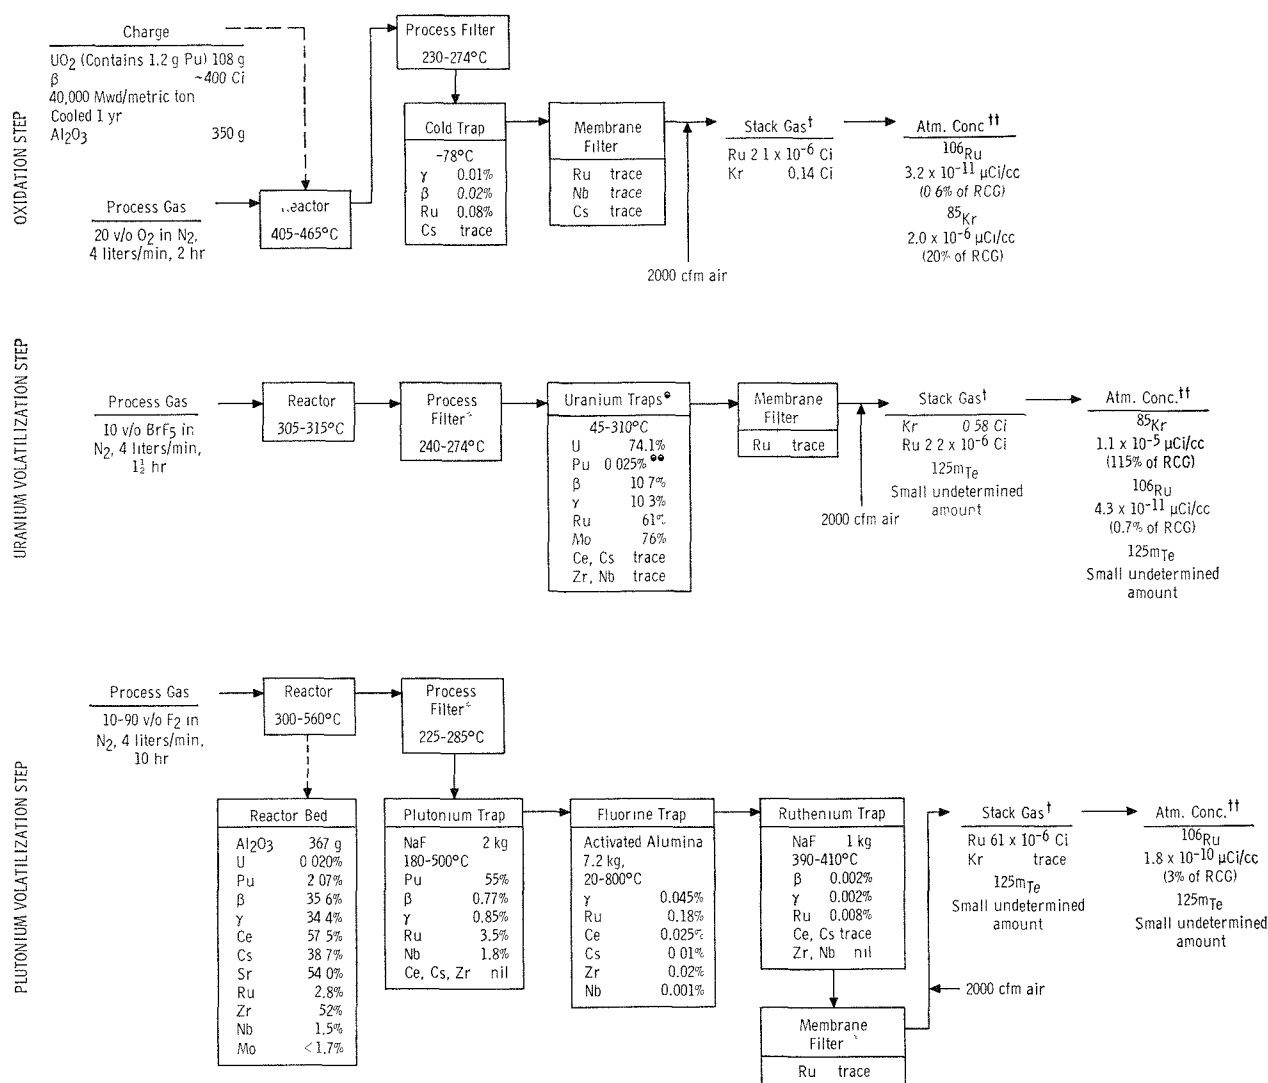 OXIDATION STEP
Charge
UO2 (Contains 1.2 g Pu) 108 g
β ~400 Ci
40,000 Mwd/metric ton
Cooled 1 yr
Al2O3 350 g
Process Gas
20 v/o O2 in N2,
4 liters/min, 2 hr
Reactor
405-465°C
Process Filter
230-274°C
Cold Trap
-78°C
γ 0.01%
β 0.02%
Ru 0.08%
Cs trace
Membrane
Filter
Ru trace
Nb trace
Cs trace
2000 cfm air
Stack Gas†
Ru 2 1 x 10-6 Ci
Kr 0.14 Ci
Atm. Conc ††
106Ru
3.2 x 10-11 μCi/cc
(0 6% of RCG)
85Kr
2.0 x 10-6 μCi/cc
(20% of RCG)
URANIUM VOLATILIZATION STEP
Process Gas
10 v/o BrF5 in
N2, 4 liters/min,
1½ hr
Reactor
305-315°C
Process
Filter*
240-274°C
Uranium Traps●
45-310°C
U 74.1%
Pu 0 025% ●●
β 10 7%
γ 10 3%
Ru 61%
Mo 76%
Ce, Cs trace
Zr, Nb trace
Membrane
Filter
Ru trace
2000 cfm air
Stack Gas†
Kr 0 58 Ci
Ru 2 2 x 10-6 Ci
125mTe
Small undetermined
amount
Atm. Conc.††
85Kr
1.1 x 10-5 μCi/cc
(115% of RCG)
106Ru
4.3 x 10-11 μCi/cc
(0.7% of RCG)
125mTe
Small undetermined
amount
PLUTONIUM VOLATILIZATION STEP
Process Gas
10-90 v/o F2 in
N2, 4 liters/min,
10 hr
Reactor
300-560°C
Process
Filter*
225-285°C
Reactor Bed
Al2O3 367 g
U 0 020%
Pu 2 07%
β 35 6%
γ 34 4%
Ce 57 5%
Cs 38 7%
Sr 54 0%
Ru 2.8%
Zr 52%
Nb 1.5%
Mo <1.7%
Plutonium Trap
NaF 2 kg
180-500°C
Pu 55%
β 0.77%
γ 0.85%
Ru 3.5%
Nb 1.8%
Ce, Cs, Zr nil
Fluorine Trap
Activated Alumina
7.2 kg,
20-800°C
γ 0.045%
Ru 0.18%
Ce 0.025%
Cs 0 01%
Zr 0.02%
Nb 0.001%
Ruthenium Trap
NaF 1 kg
390-410°C
β 0.002%
γ 0.002%
Ru 0.008%
Ce, Cs trace
Zr, Nb nil
Membrane
Filter *
Ru trace
2000 cfm air
Stack Gas†
Ru 61 x 10-6 Ci
Kr trace
125mTe
Small undetermined
amount
Atm. Conc.††
106Ru
1.8 x 10-10 μCi/cc
(3% of RCG)
125mTe
Small undetermined
amount